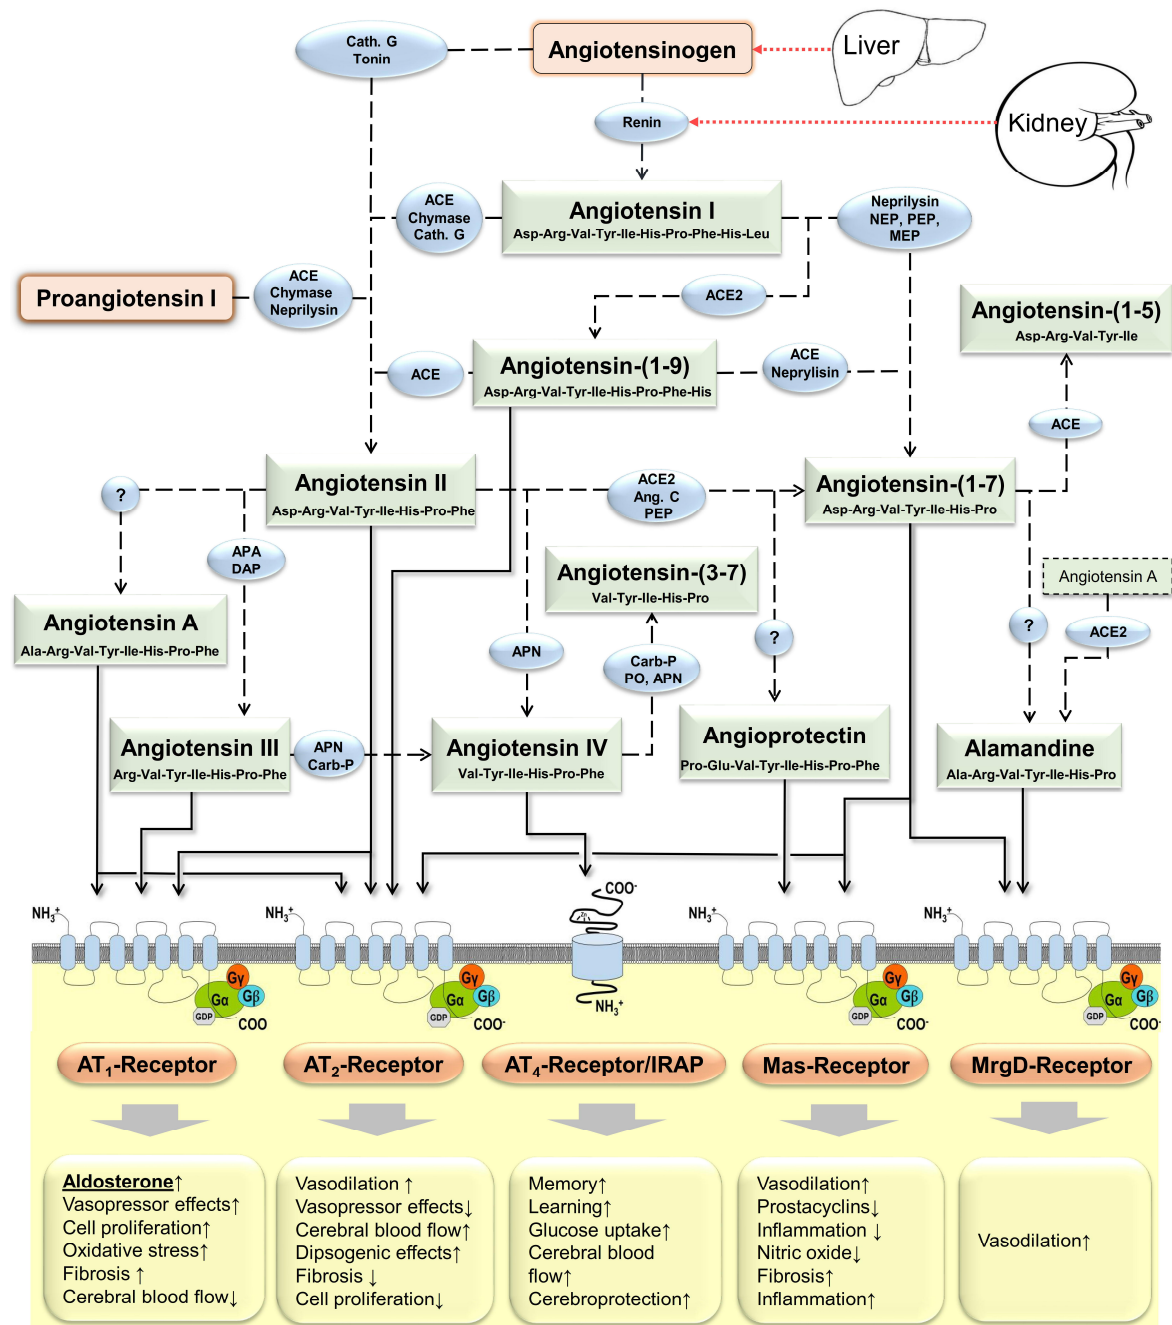 Cath. G
Tonin
Angiotensinogen
Liver
Renin
Kidney
ACE
Chymase
Cath. G
Angiotensin I
Asp-Arg-Val-Tyr-Ile-His-Pro-Phe-His-Leu
Neprilysin
NEP, PEP,
MEP
Proangiotensin I
ACE
Chymase
Neprilysin
ACE2
Angiotensin-(1-5)
Asp-Arg-Val-Tyr-Ile
ACE
Angiotensin-(1-9)
Asp-Arg-Val-Tyr-Ile-His-Pro-Phe-His
ACE
Neprylisin
ACE
?
Angiotensin II
Asp-Arg-Val-Tyr-Ile-His-Pro-Phe
ACE2
Ang. C
PEP
Angiotensin-(1-7)
Asp-Arg-Val-Tyr-Ile-His-Pro
APA
DAP
Angiotensin-(3-7)
Val-Tyr-Ile-His-Pro
Angiotensin A
Angiotensin A
Ala-Arg-Val-Tyr-Ile-His-Pro-Phe
APN
Carb-P
PO, APN
?
?
ACE2
Angiotensin III
Arg-Val-Tyr-Ile-His-Pro-Phe
APN
Carb-P
Angiotensin IV
Val-Tyr-Ile-His-Pro-Phe
Angioprotectin
Pro-Glu-Val-Tyr-Ile-His-Pro-Phe
Alamandine
Ala-Arg-Val-Tyr-Ile-His-Pro
NH3+
Gα
Gγ
Gβ
GDP
COO
NH3+
Gα
Gγ
Gβ
GDP
COO-
COO-
Zn
NH3+
NH3+
Gα
Gγ
Gβ
GDP
COO-
NH3+
Gα
Gγ
Gβ
GDP
COO-
AT1-Receptor
AT2-Receptor
AT4-Receptor/IRAP
Mas-Receptor
MrgD-Receptor
Aldosterone↑
Vasopressor effects↑
Cell proliferation↑
Oxidative stress↑
Fibrosis ↑
Cerebral blood flow↓
Vasodilation ↑
Vasopressor effects↓
Cerebral blood flow↑
Dipsogenic effects↑
Fibrosis ↓
Cell proliferation↓
Memory↑
Learning↑
Glucose uptake↑
Cerebral blood
flow↑
Cerebroprotection↑
Vasodilation↑
Prostacyclins↓
Inflammation ↓
Nitric oxide↓
Fibrosis↑
Inflammation↑
Vasodilation↑